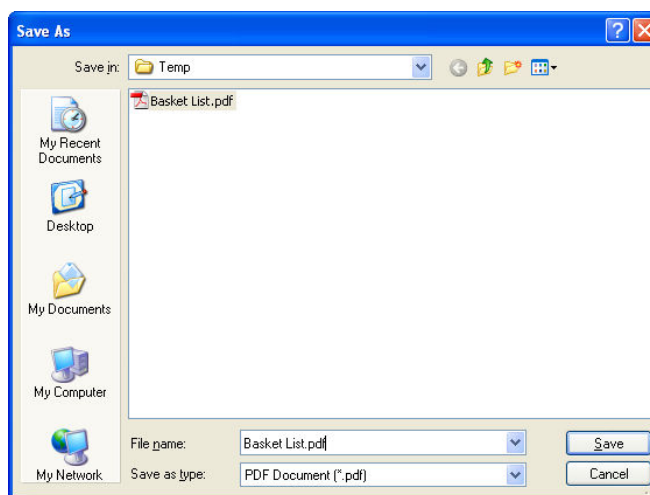 Save As
Save in: Temp
Basket List.pdf
My Recent
Documents
Desktop
My Documents
My Computer
My Network
File name: Basket List.pdf Save
Save as type: PDF Document (*.pdf) Cancel